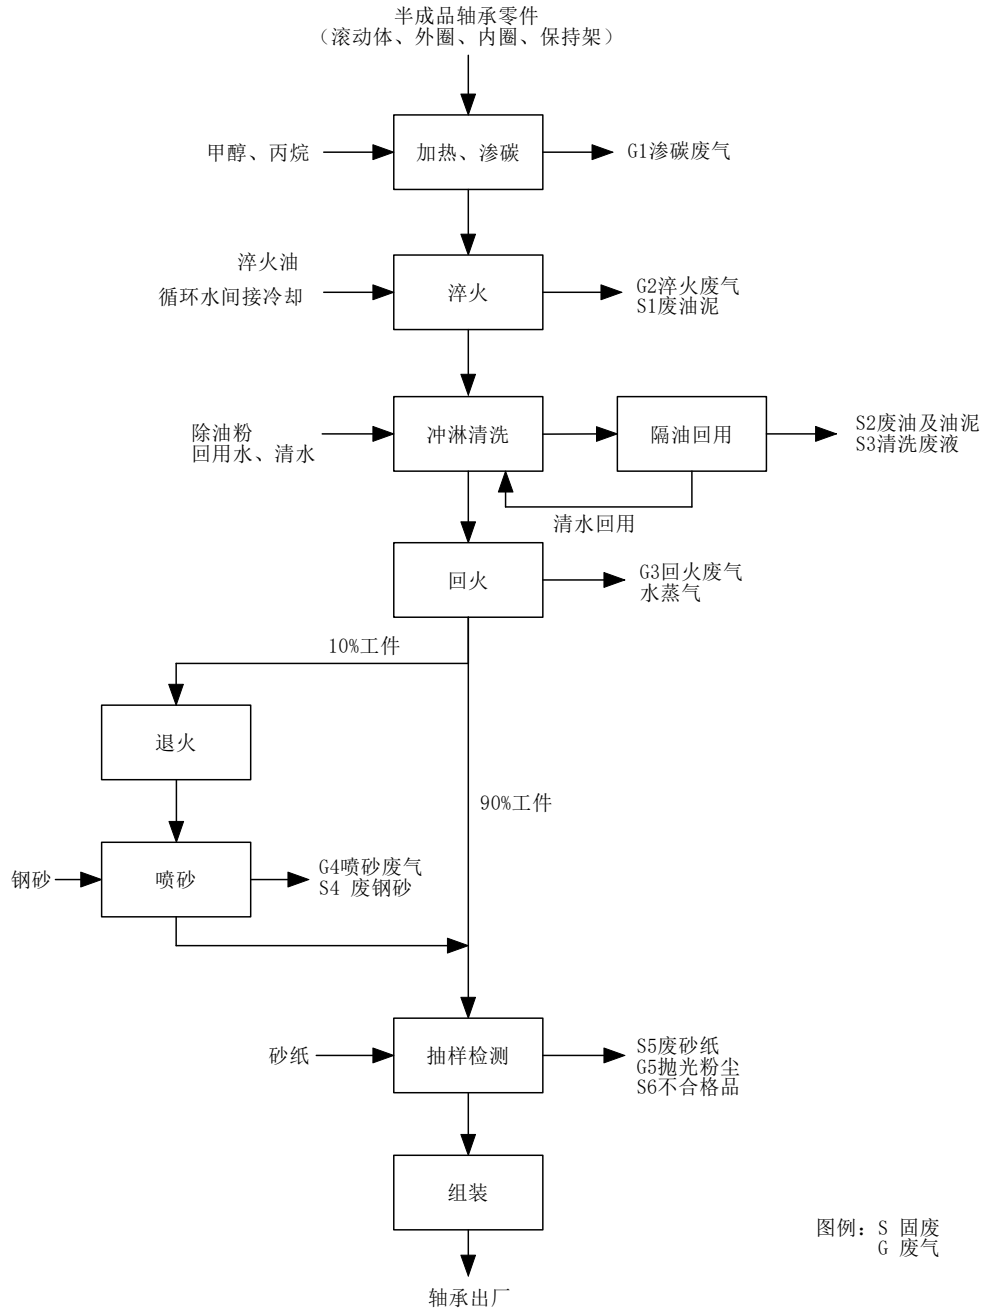 半成品轴承零件
（滚动体、外圈、内圈、保持架）
甲醇、丙烷
加热、渗碳
G1渗碳废气
淬火油
循环水间接冷却
淬火
G2淬火废气
S1废油泥
除油粉
回用水、清水
冲淋清洗
隔油回用
S2废油及油泥
S3清洗废液
清水回用
回火
G3回火废气
水蒸气
10%工件
退火
90%工件
钢砂
喷砂
G4喷砂废气
S4 废钢砂
砂纸
抽样检测
S5废砂纸
G5抛光粉尘
S6不合格品
组装
图例：S 固废
G 废气
轴承出厂